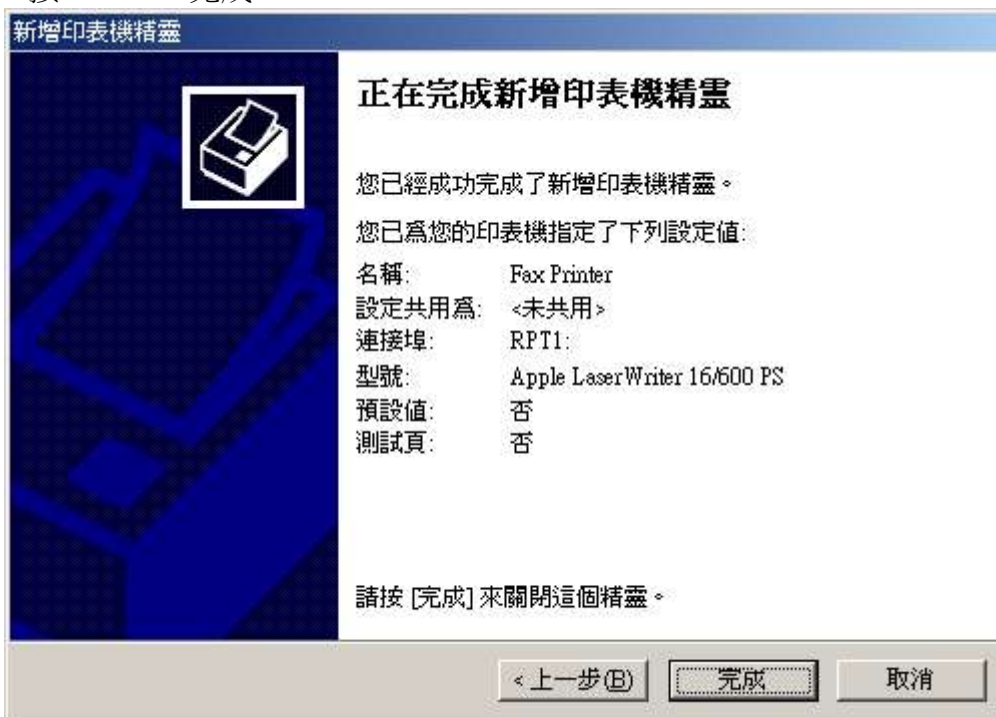 新增印表機精靈
正在完成新增印表機精靈
您已經成功完成了新增印表機精靈。
您已為您的印表機指定了下列設定值:
名稱: Fax Printer
設定共用為: <未共用>
連接埠: RPT1:
型號: Apple LaserWriter 16/600 PS
預設值: 否
測試頁: 否
請按 [完成] 來關閉這個精靈。
<上一步(B) 完成 取消